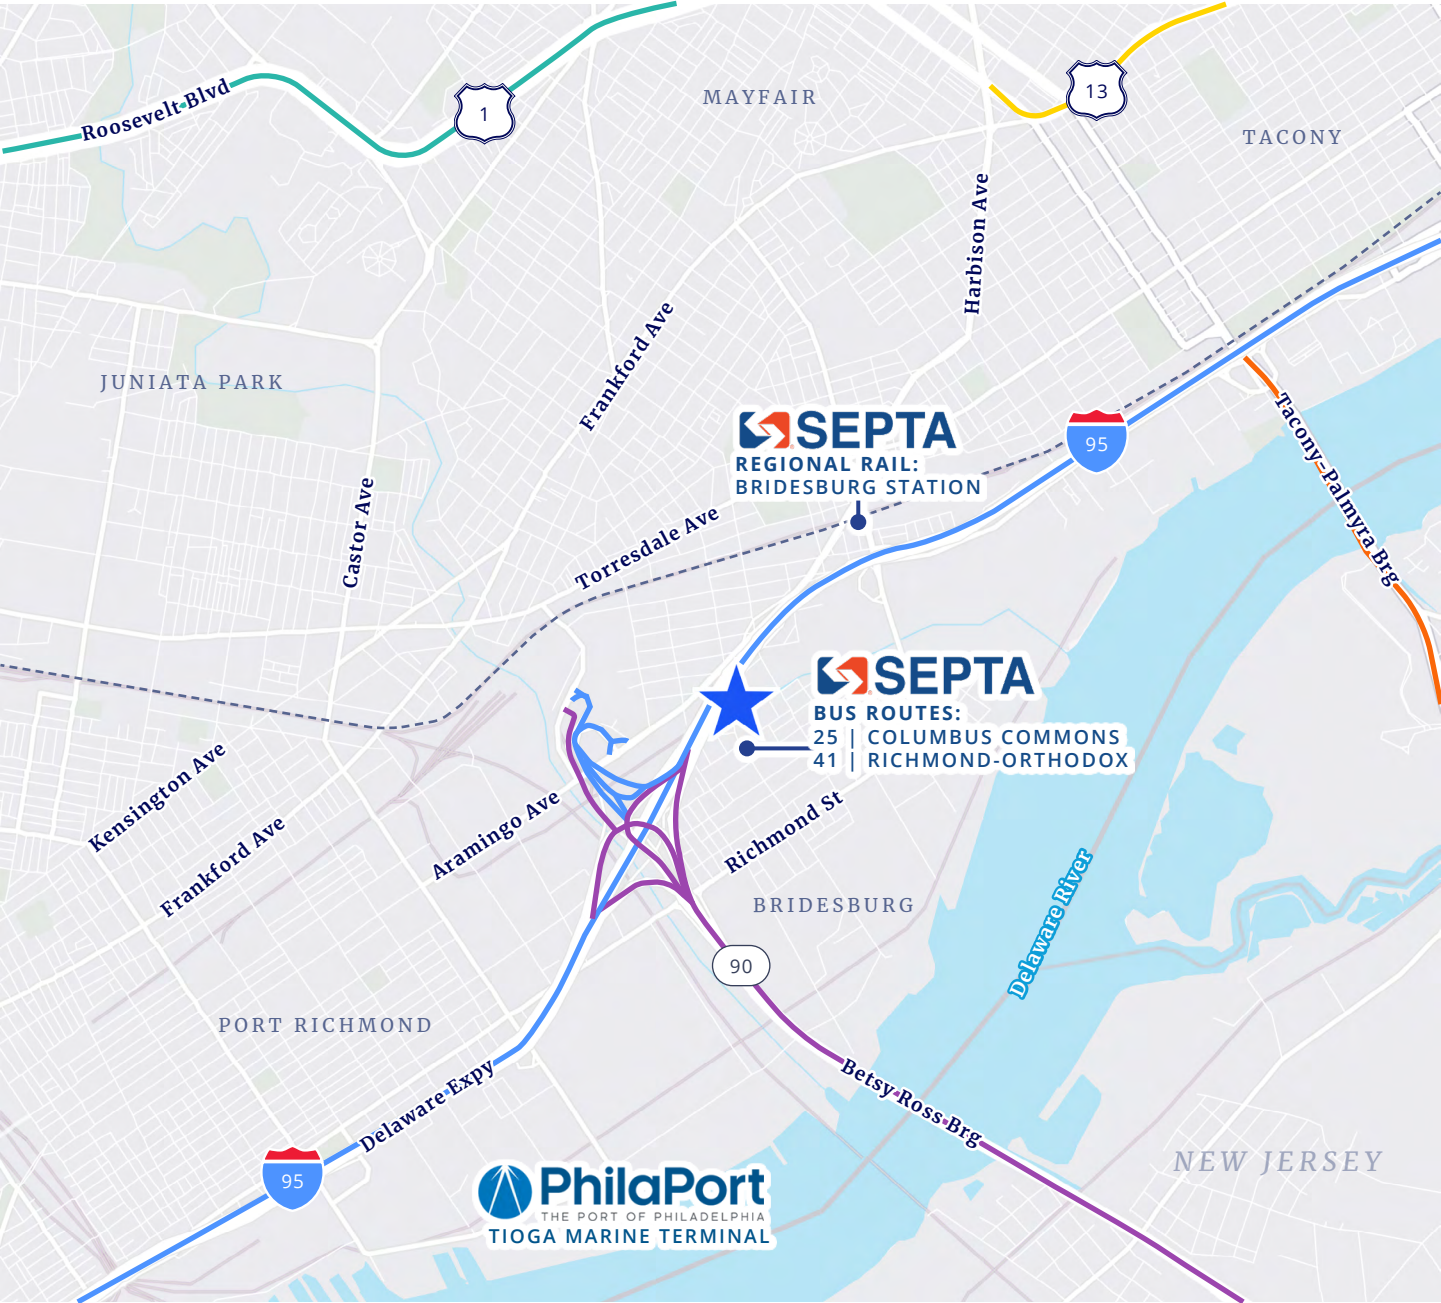 Roosevelt Blvd
1
MAYFAIR
13
TACONY
Harbison Ave
Frankford Ave
JUNIATA PARK
Tacony-Palmyra Brg
SEPTA
REGIONAL RAIL:
BRIDESBURG STATION
95
Castor Ave
Torresdale Ave
SEPTA
BUS ROUTES:
25 | COLUMBUS COMMONS
41 | RICHMOND-ORTHODOX
Kensington Ave
Frankford Ave
Aramingo Ave
Richmond St
BRIDESBURG
Delaware River
90
PORT RICHMOND
Delaware Expy
Betsy Ross Brg
95
NEW JERSEY
PhilaPort
THE PORT OF PHILADELPHIA
TIOGA MARINE TERMINAL